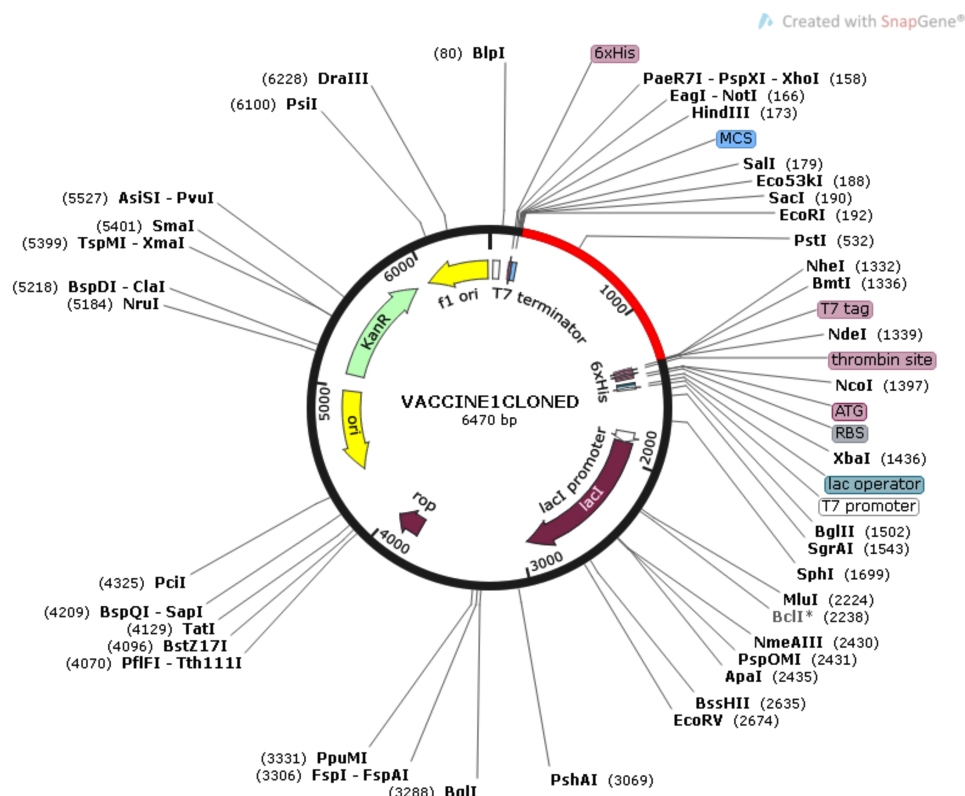 Created with SnapGene®
(80) BlpI
6xHis
(6228) DraIII
(6100) PsiI
PaeR7I - PspXI - XhoI (158)
EagI - NotI (166)
HindIII (173)
MCS
SalI (179)
Eco53kI (188)
SacI (190)
EcoRI (192)
PstI (532)
(5527) AsiSI - PvuI
(5401) SmaI
(5399) TspMI - XmaI
(5218) BspDI - ClaI
(5184) NruI
NheI (1332)
BmtI (1336)
T7 tag
NdeI (1339)
thrombin site
NcoI (1397)
ATG
RBS
XbaI (1436)
lac operator
T7 promoter
BglII (1502)
SgrAI (1543)
SphI (1699)
MluI (2224)
BclI* (2238)
NmeAIII (2430)
PspOMI (2431)
ApaI (2435)
BssHII (2635)
EcoRV (2674)
PshAI (3069)
6000
1000
f1 ori
T7 terminator
KanR
5000
ori
6xHis
VACCINE1CLONED
6470 bp
2000
lacI promoter
lacI
rop
4000
3000
(4325) PciI
(4209) BspQI - SapI
(4129) TatI
(4096) BstZ17I
(4070) PflFI - Tth111I
(3331) PpuMI
(3306) FspI - FspAI
(3288) BglI